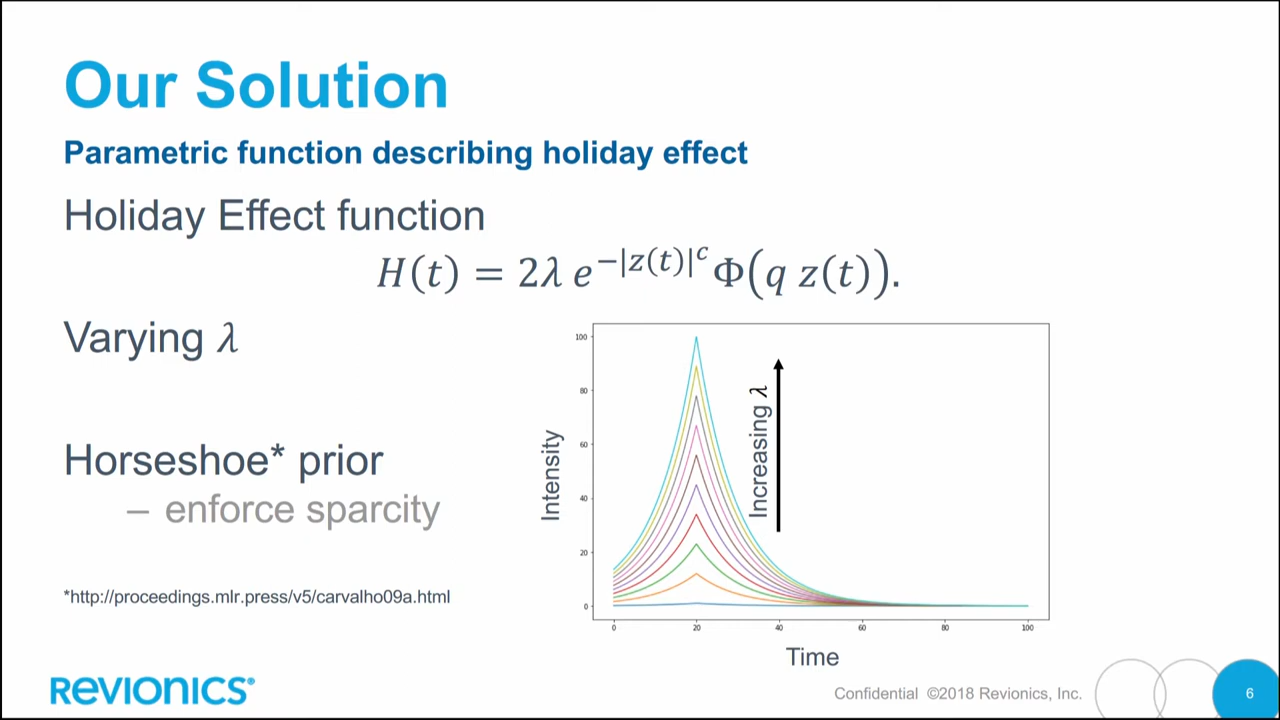 Our Solution
Parametric function describing holiday effect
Holiday Effect function
H(t) = 2λ e^{−|z(t)|^c} Φ(q z(t)).
Varying λ
Horseshoe* prior
– enforce sparcity
*http://proceedings.mlr.press/v5/carvalho09a.html
Intensity
100
80
60
40
20
0
Increasing λ
0 20 40 60 80 100
Time
REVIONICS®
Confidential ©2018 Revionics, Inc.
6